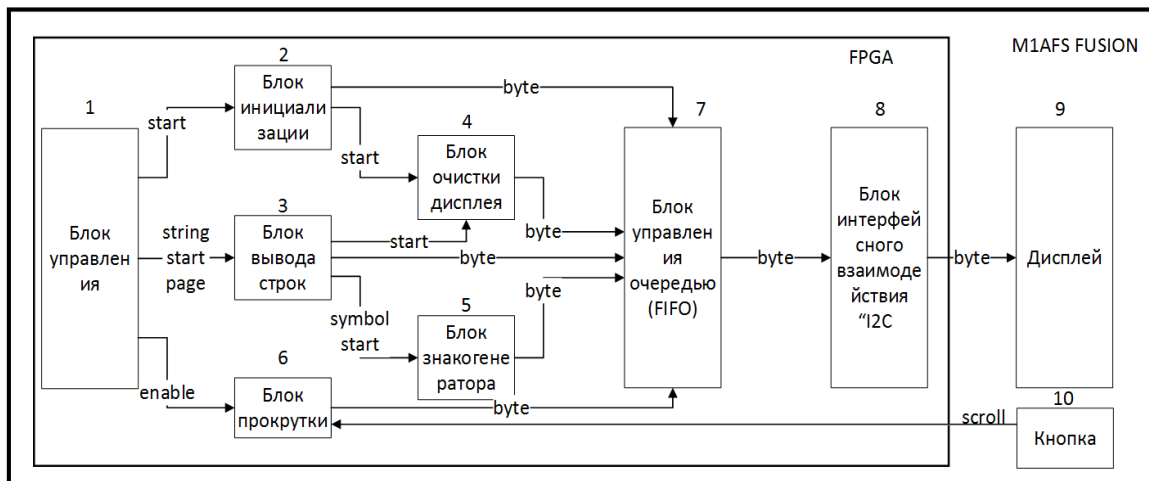 M1AFS FUSION
FPGA
1
Блок
управлен
ия
start
string
start
page
enable
2
Блок
инициали
зации
byte
start
3
Блок
вывода
строк
start
byte
symbol
start
4
Блок
очистки
дисплея
byte
5
Блок
знакогене
ратора
byte
6
Блок
прокрутки
byte
7
Блок
управлен
ия
очередью
(FIFO)
byte
8
Блок
интерфей
сного
взаимоде
йствия
“I2C
byte
9
Дисплей
10
Кнопка
scroll